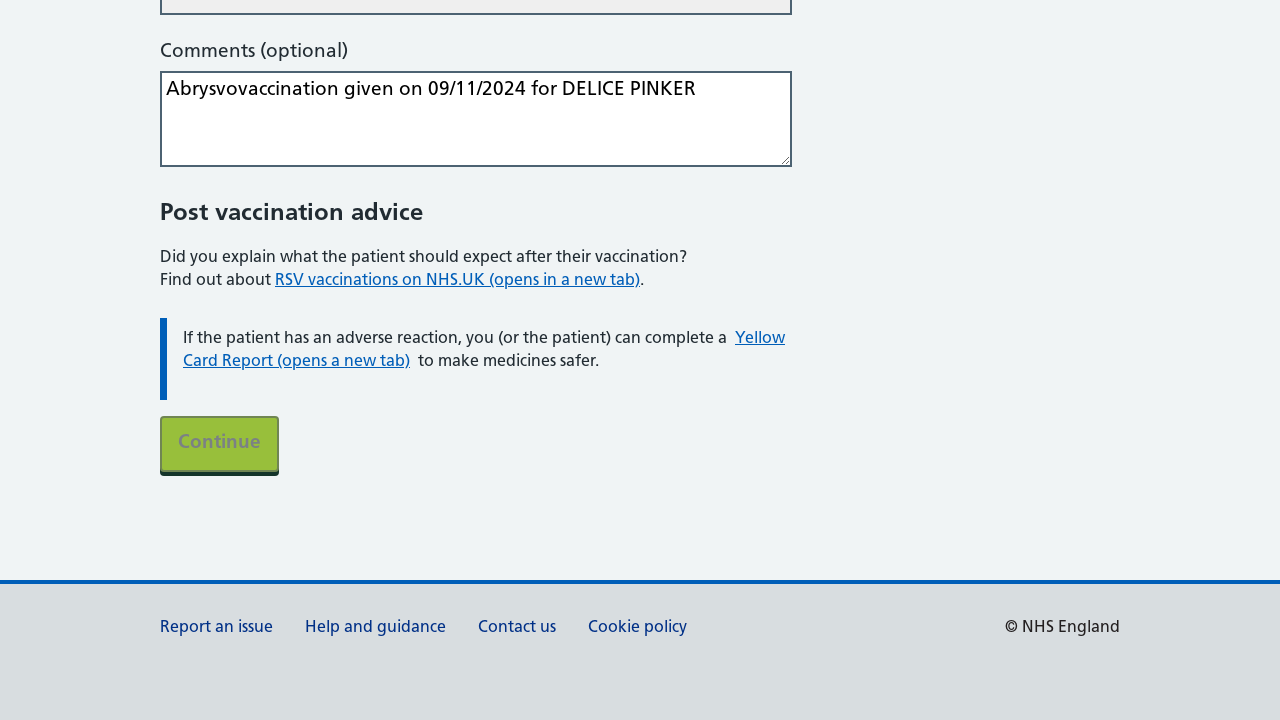 Comments (optional)
Abrysvovaccination given on 09/11/2024 for DELICE PINKER
Post vaccination advice
Did you explain what the patient should expect after their vaccination?
Find out about RSV vaccinations on NHS.UK (opens in a new tab).
If the patient has an adverse reaction, you (or the patient) can complete a Yellow
Card Report (opens a new tab) to make medicines safer.
Continue
Report an issue Help and guidance Contact us Cookie policy © NHS England